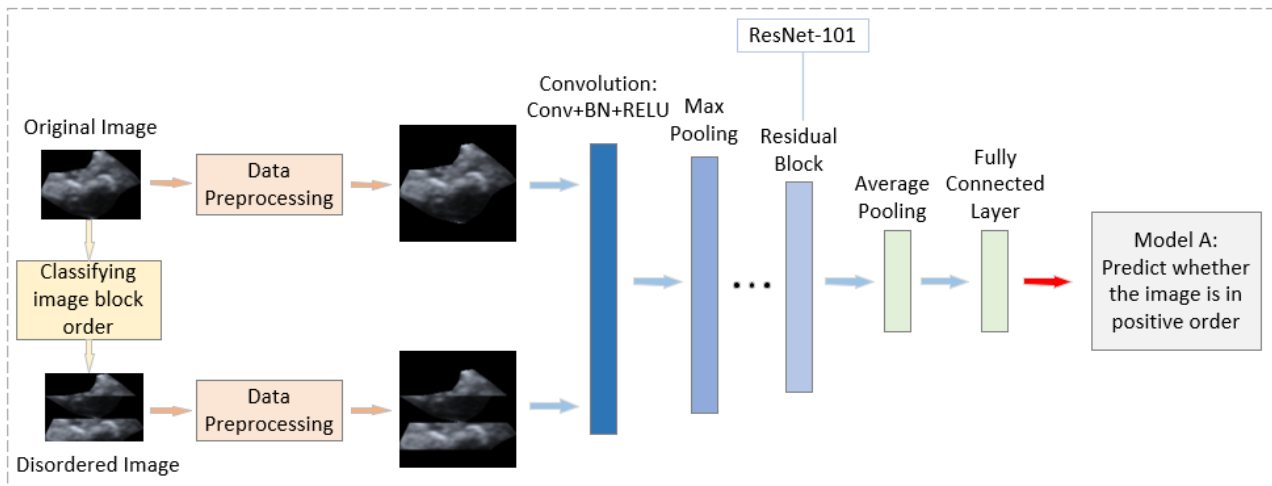 ResNet-101
Convolution:
Conv+BN+RELU
Max
Pooling
Residual
Block
Original Image
Data
Preprocessing
Average
Pooling
Fully
Connected
Layer
Classifying
image block
order
Model A:
Predict whether
the image is in
positive order
Data
Preprocessing
Disordered Image